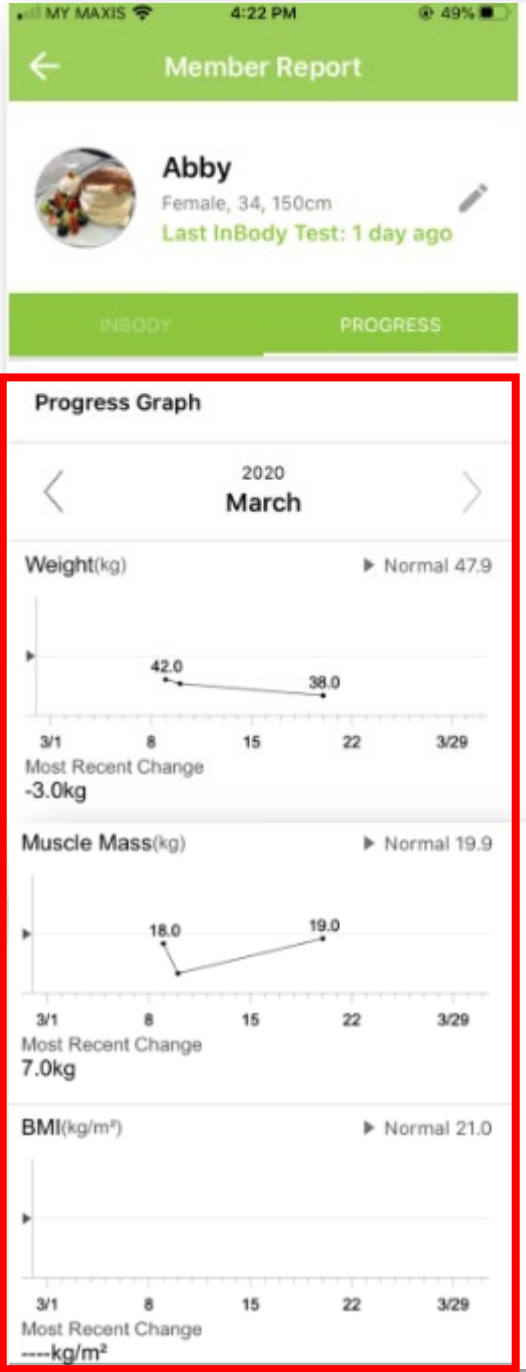 MY MAXIS 4:22 PM 49%
Member Report
Abby
Female, 34, 150cm
Last InBody Test: 1 day ago
INBODY PROGRESS
Progress Graph
2020
March
Weight(kg) ▶ Normal 47.9
42.0 38.0
3/1 8 15 22 3/29
Most Recent Change
-3.0kg
Muscle Mass(kg) ▶ Normal 19.9
18.0 19.0
3/1 8 15 22 3/29
Most Recent Change
7.0kg
BMI(kg/m²) ▶ Normal 21.0
3/1 8 15 22 3/29
Most Recent Change
----kg/m²